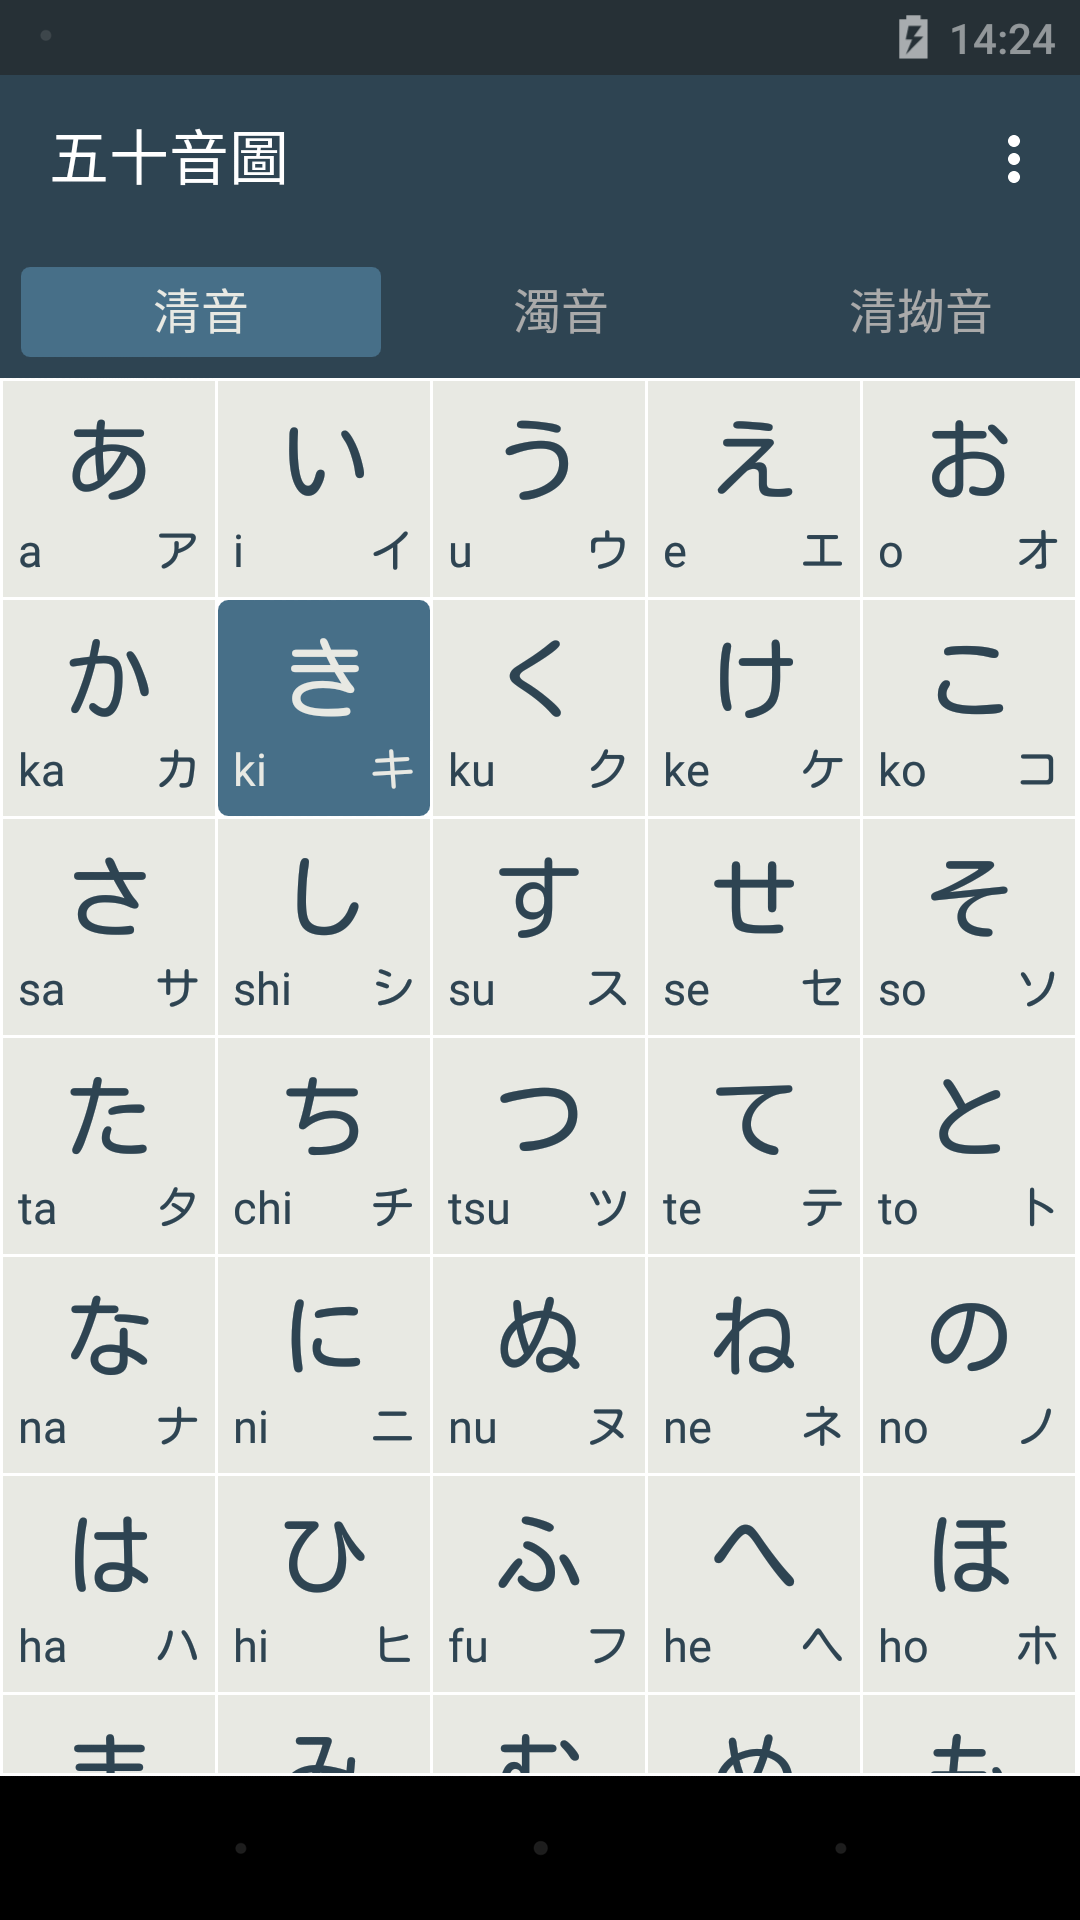 14:24
五十音圖
清音 濁音 清拗音
あ い う え お
a ア i イ u ウ e エ o オ
か き く け こ
ka カ ki キ ku ク ke ケ ko コ
さ し す せ そ
sa サ shi シ su ス se セ so ソ
た ち つ て と
ta タ chi チ tsu ツ te テ to ト
な に ぬ ね の
na ナ ni ニ nu ヌ ne ネ no ノ
は ひ ふ へ ほ
ha ハ hi ヒ fu フ he ヘ ho ホ
ま み む め も